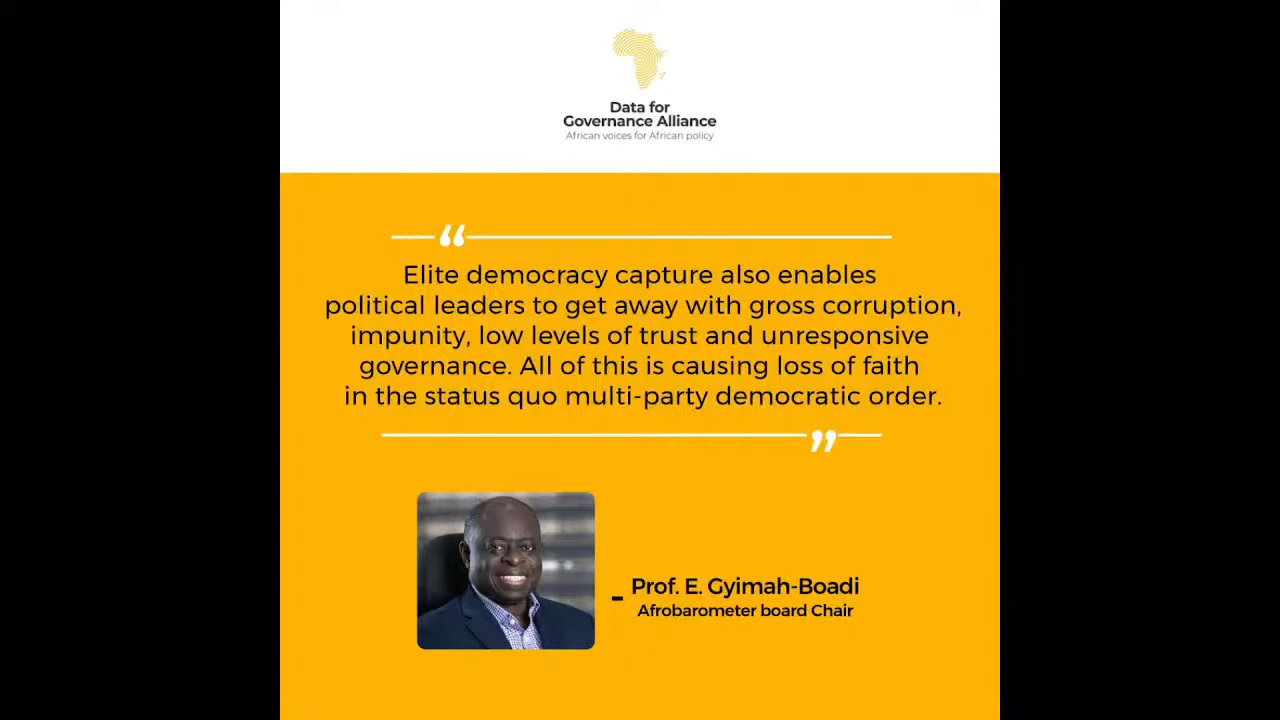 Data for
Governance Alliance
African voices for African policy
“
Elite democracy capture also enables
political leaders to get away with gross corruption,
impunity, low levels of trust and unresponsive
governance. All of this is causing loss of faith
in the status quo multi-party democratic order.
”
- Prof. E. Gyimah-Boadi
Afrobarometer board Chair